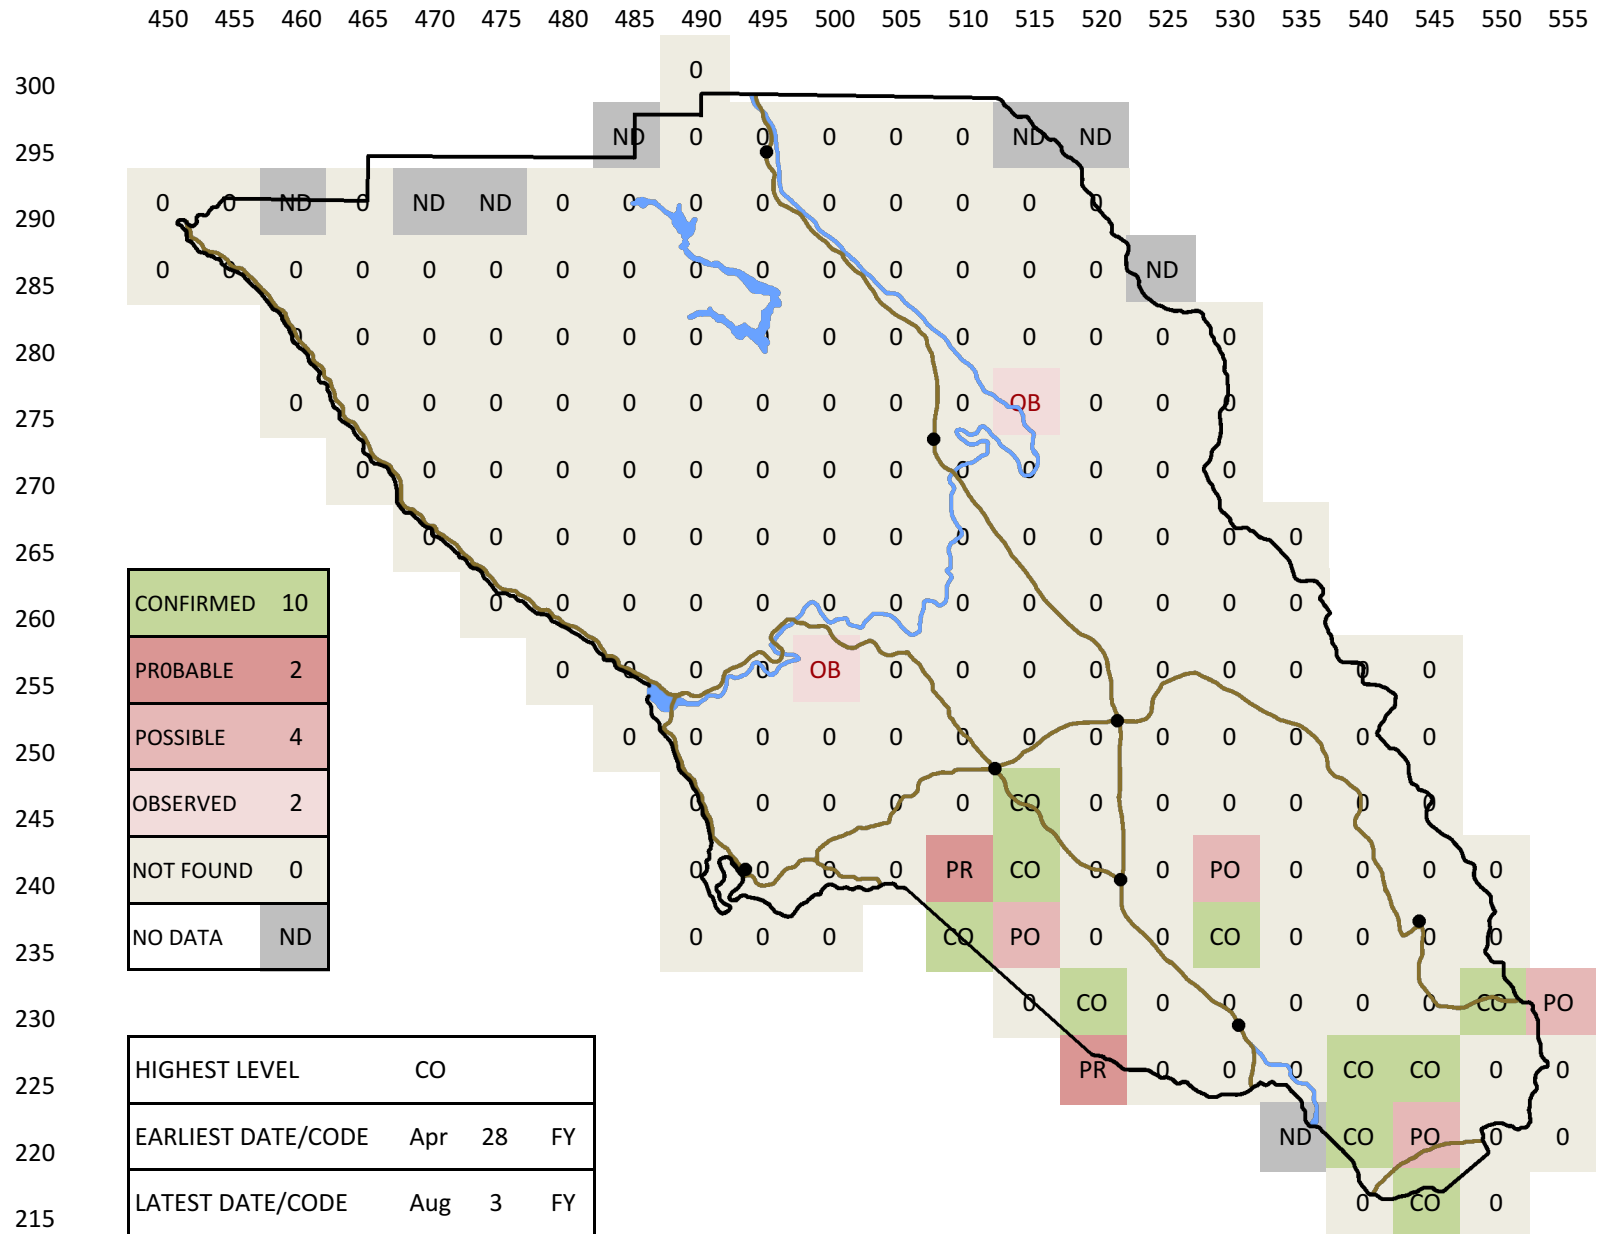 450 455 460 465 470 475 480 485 490 495 500 505 510 515 520 525 530 535 540 545 550 555
300 0
295 ND 0 0 0 0 0 ND ND
290 0 0 ND 0 ND ND 0 0 0 0 0 0 0 0 0
285 0 0 0 0 0 0 0 0 0 0 0 0 0 0 0 ND
280 0 0 0 0 0 0 0 0 0 0 0 0 0 0
275 0 0 0 0 0 0 0 0 0 0 0 OB 0 0 0
270 0 0 0 0 0 0 0 0 0 0 0 0 0 0
265 0 0 0 0 0 0 0 0 0 0 0 0 0 0
260 CONFIRMED 10 0 0 0 0 0 0 0 0 0 0 0 0 0
255 PR0BABLE 2 0 0 0 0 OB 0 0 0 0 0 0 0 0 0
250 POSSIBLE 4 0 0 0 0 0 0 0 0 0 0 0 0 0
245 OBSERVED 2 0 0 0 0 0 CO 0 0 0 0 0 0
240 NOT FOUND 0 0 0 0 0 PR CO 0 0 PO 0 0 0 0
235 NO DATA ND 0 0 0 CO PO 0 0 CO 0 0 0 0
230 0 CO 0 0 0 0 0 CO PO
225 HIGHEST LEVEL CO PR 0 0 0 CO CO 0 0
220 EARLIEST DATE/CODE Apr 28 FY ND CO PO 0 0
215 LATEST DATE/CODE Aug 3 FY 0 CO 0